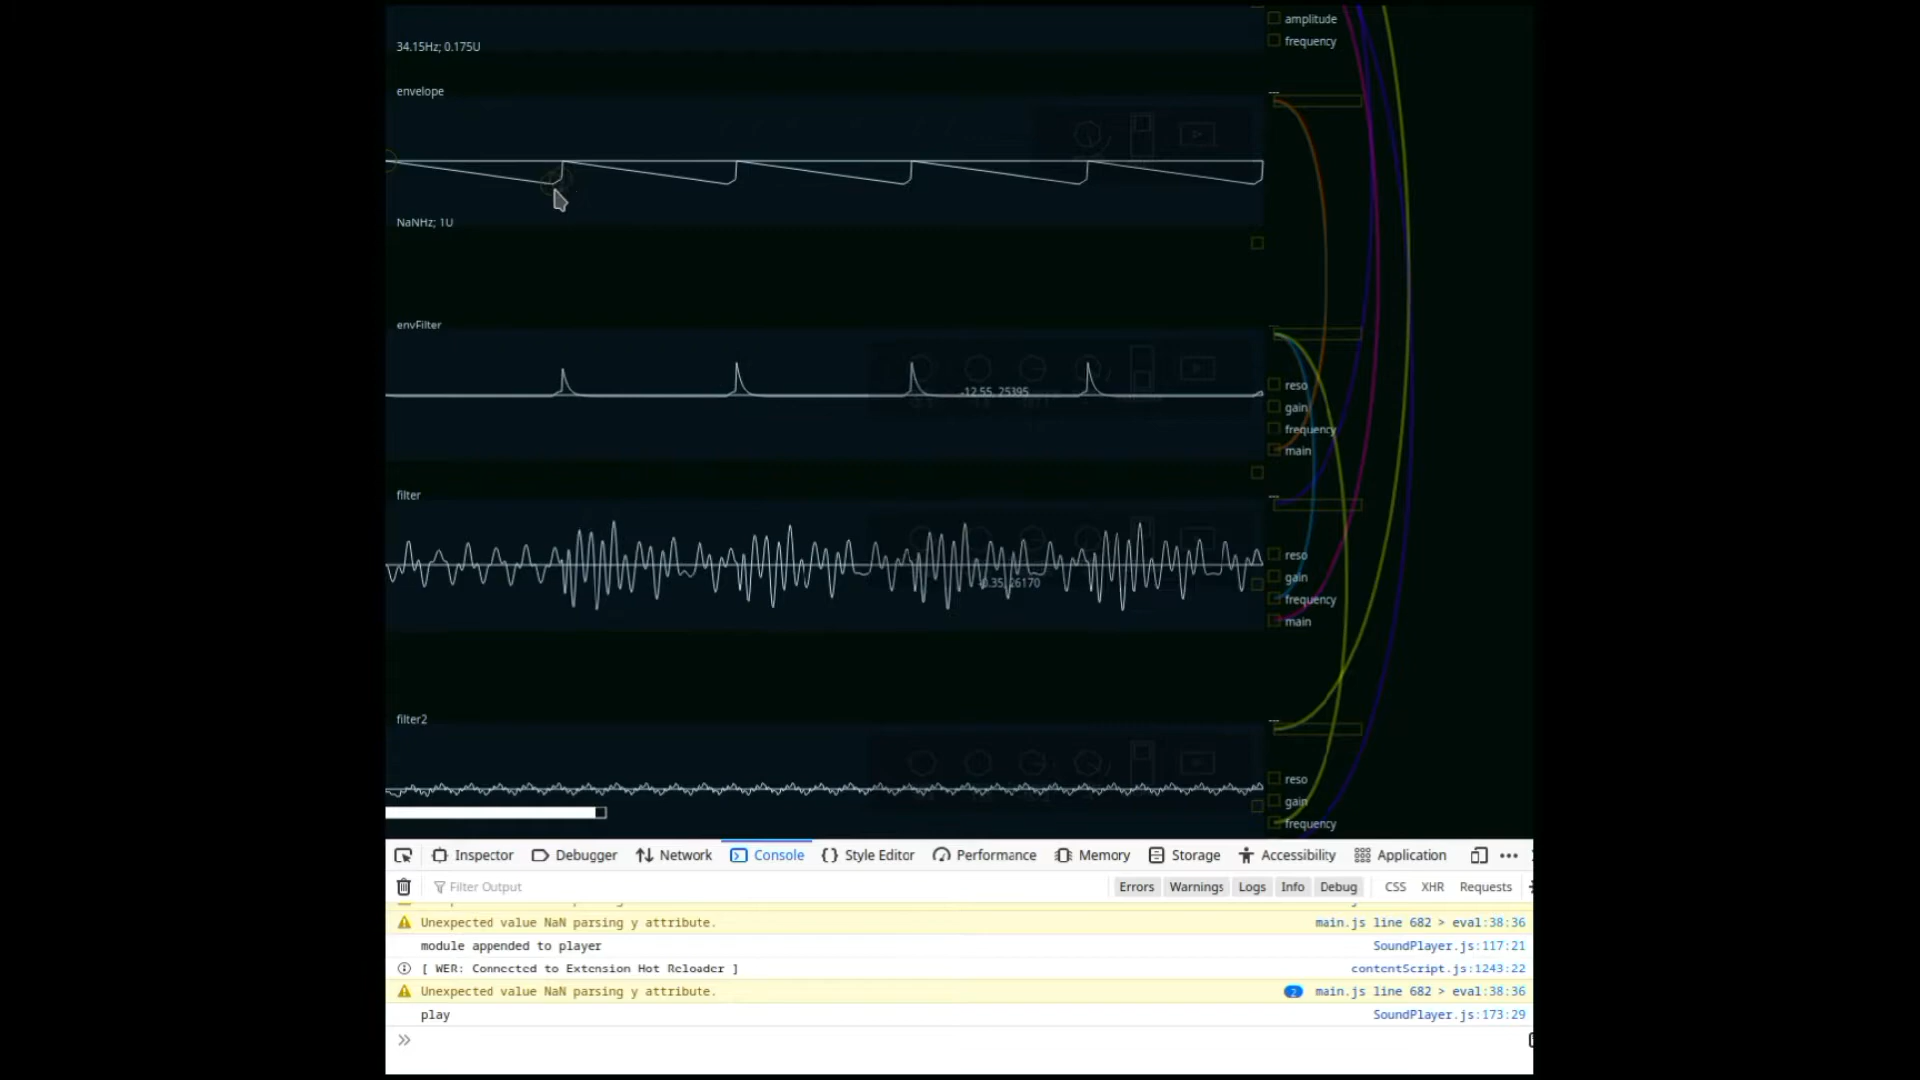 amplitude
34.15Hz; 0.175U
frequency
envelope
NaNHz; 1U
envFilter
reso
-12.55, 25395
gain
frequency
main
filter
reso
gain
frequency
main
filter2
reso
gain
frequency
Inspector Debugger Network Console Style Editor Performance Memory Storage Accessibility Application
Filter Output Errors Warnings Logs Info Debug CSS XHR Requests
Unexpected value NaN parsing y attribute. main.js line 682 > eval:38:36
module appended to player SoundPlayer.js:117:21
[ WER: Connected to Extension Hot Reloader ] contentScript.js:1243:22
Unexpected value NaN parsing y attribute. 2 main.js line 682 > eval:38:36
play SoundPlayer.js:173:29